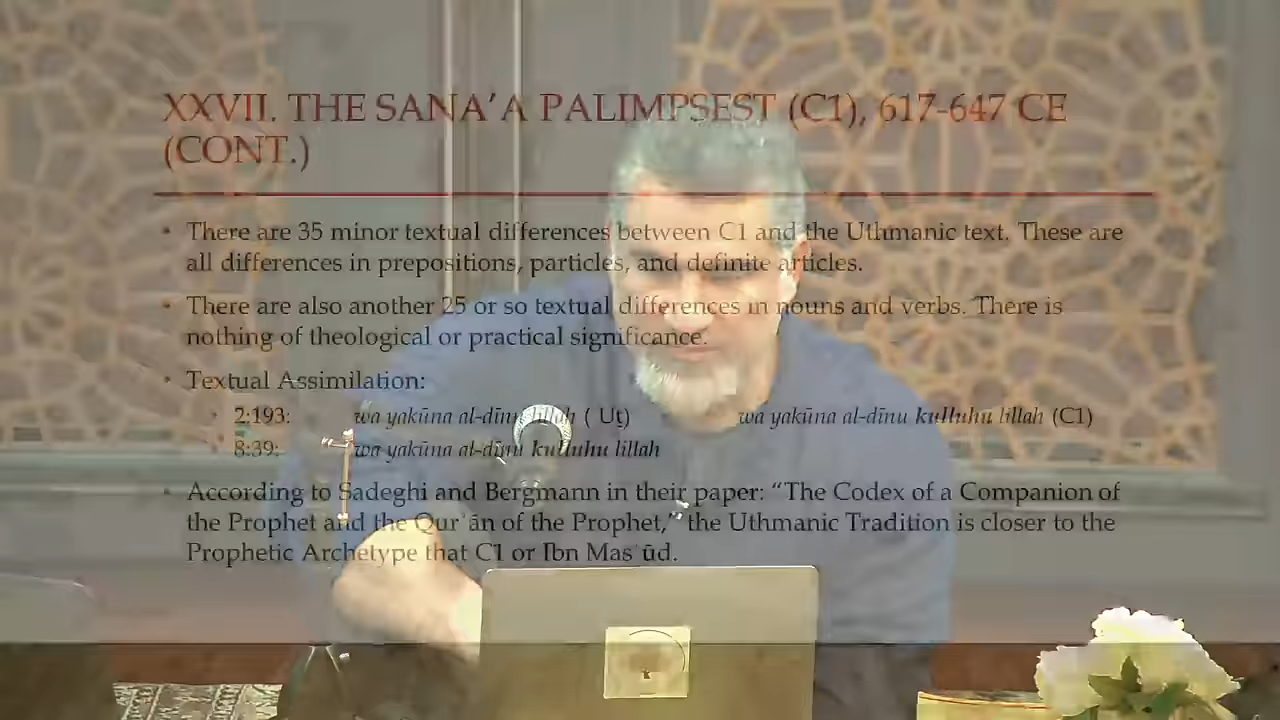 XXVII. THE SANA'A PALIMPSEST (C1), 617-647 CE
(CONT.)
• There are 35 minor textual differences between C1 and the Uthmanic text. These are
all differences in prepositions, particles, and definite articles.
• There are also another 25 or so textual differences in nouns and verbs. There is
nothing of theological or practical significance.
• Textual Assimilation:
• 2:193: wa yakūna al-dīnu lillah ( Uṭ) wa yakūna al-dīnu kulluhu lillah (C1)
• 8:39: wa yakūna al-dīnu kulluhu lillah
• According to Sadeghi and Bergmann in their paper: “The Codex of a Companion of
the Prophet and the Qurʾān of the Prophet,” the Uthmanic Tradition is closer to the
Prophetic Archetype that C1 or Ibn Masʿūd.